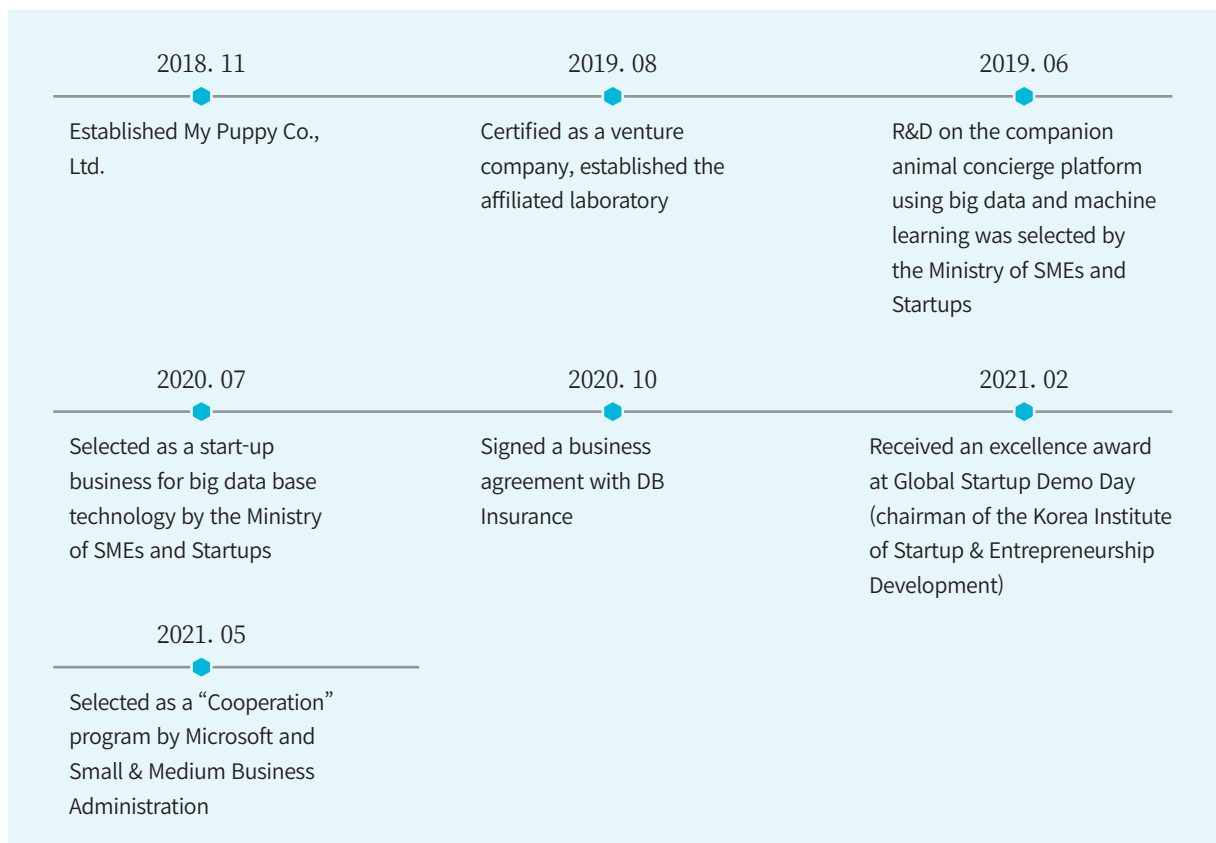 2018. 11
Established My Puppy Co.,
Ltd.
2019. 08
Certified as a venture
company, established the
affiliated laboratory
2019. 06
R&D on the companion
animal concierge platform
using big data and machine
learning was selected by
the Ministry of SMEs and
Startups
2020. 07
Selected as a start-up
business for big data base
technology by the Ministry
of SMEs and Startups
2020. 10
Signed a business
agreement with DB
Insurance
2021. 02
Received an excellence award
at Global Startup Demo Day
(chairman of the Korea Institute
of Startup & Entrepreneurship
Development)
2021. 05
Selected as a “Cooperation”
program by Microsoft and
Small & Medium Business
Administration